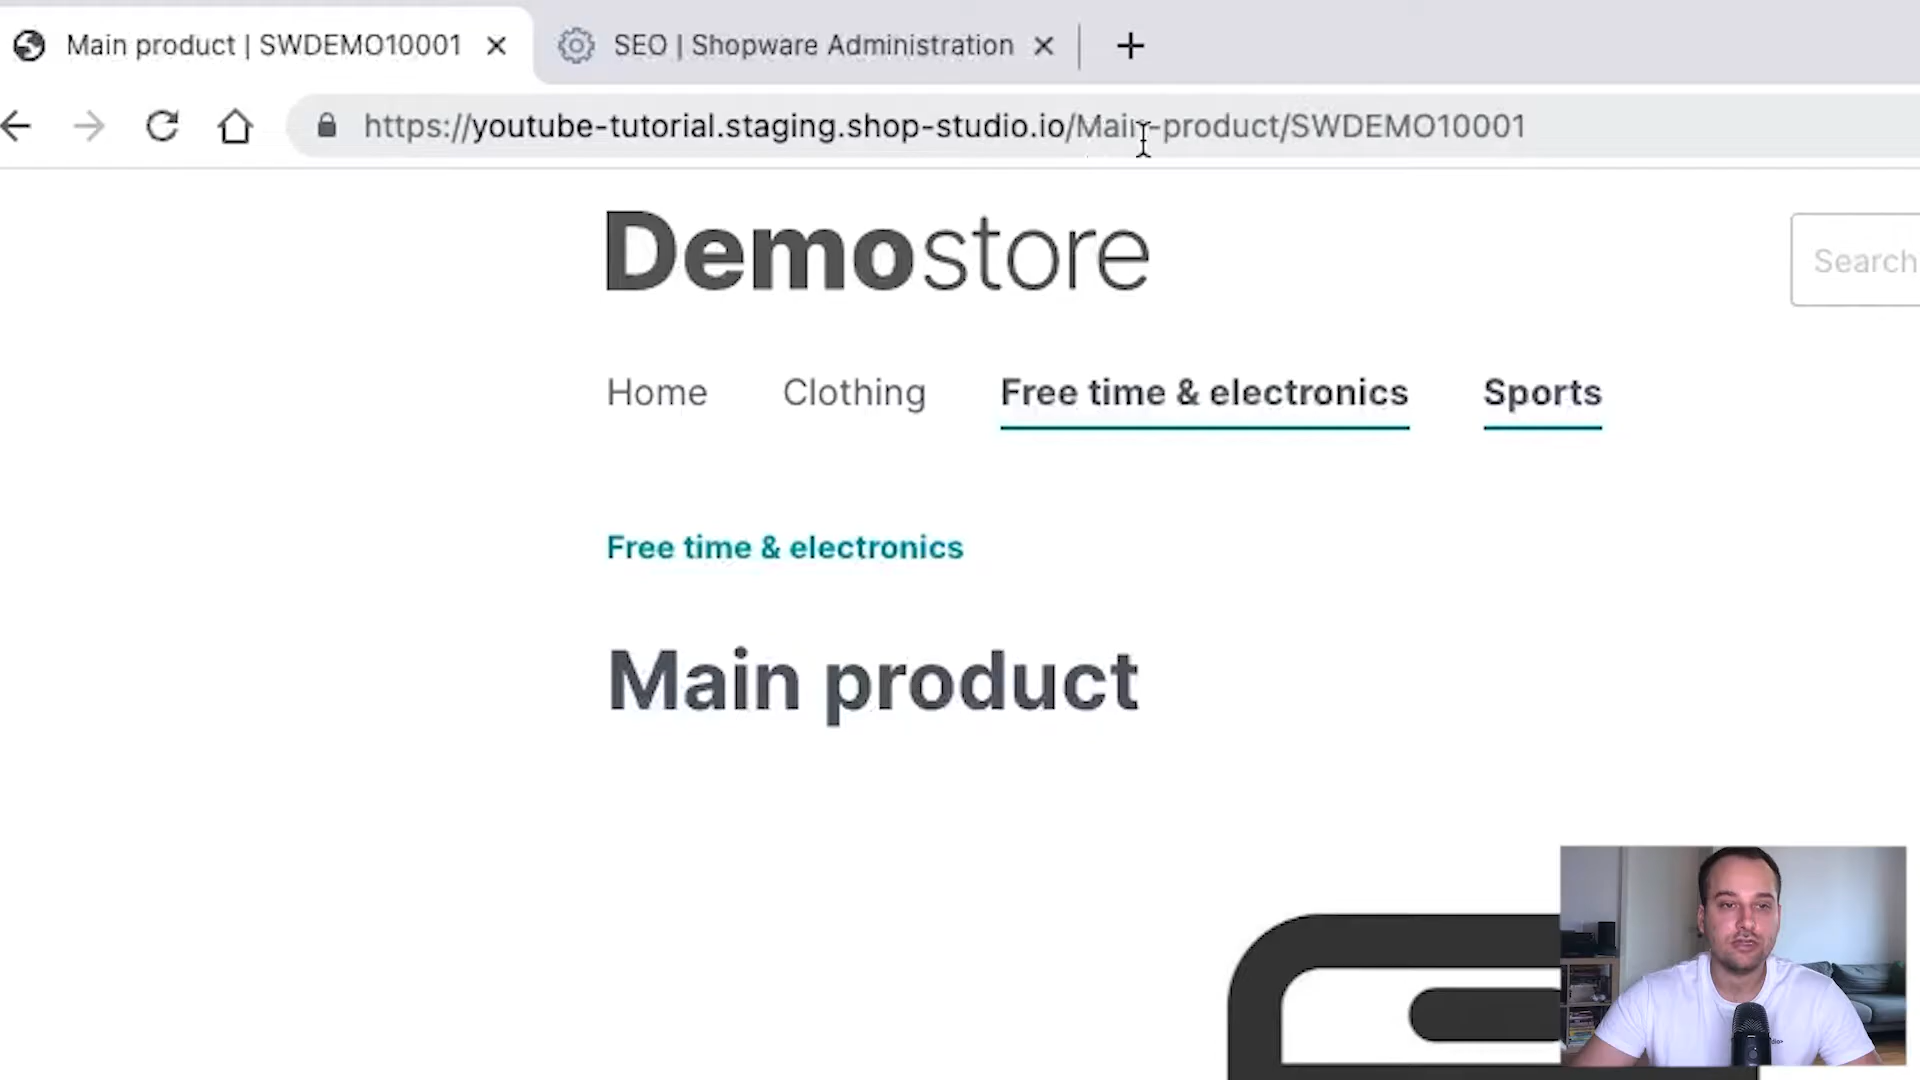 Main product | SWDEMO10001
SEO | Shopware Administration
https://youtube-tutorial.staging.shop-studio.io/Main-product/SWDEMO10001
Demostore
Search
Home Clothing Free time & electronics Sports
Free time & electronics
Main product